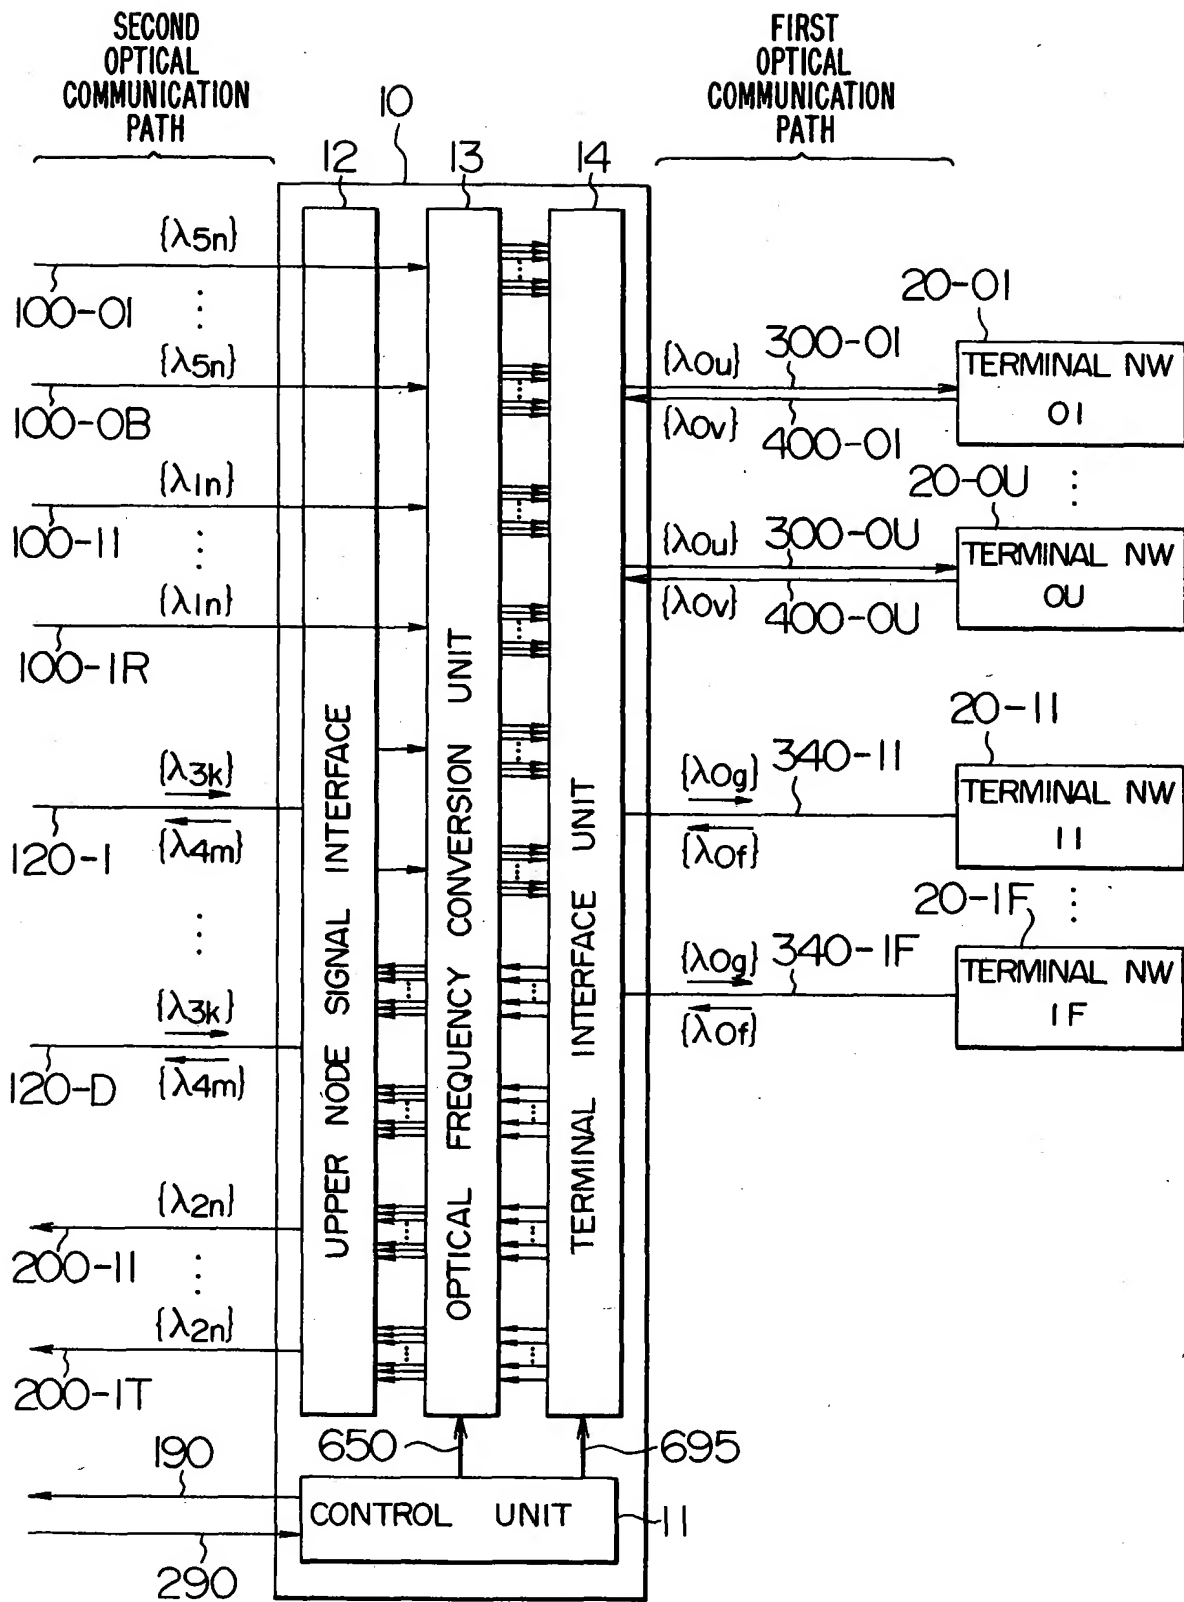 SECOND
OPTICAL
COMMUNICATION
PATH
FIRST
OPTICAL
COMMUNICATION
PATH
10
12
13
14
{λ5n}
100-01
{λ5n}
100-0B
{λ1n}
100-11
{λ1n}
100-1R
{λ3k}
{λ4m}
120-1
{λ3k}
{λ4m}
120-D
{λ2n}
200-11
{λ2n}
200-1T
190
290
UPPER NODE SIGNAL INTERFACE
OPTICAL FREQUENCY CONVERSION UNIT
TERMINAL INTERFACE UNIT
650
695
CONTROL UNIT
11
{λ0u}
300-01
{λ0v}
400-01
20-01
TERMINAL NW
01
{λ0u}
300-0U
{λ0v}
400-0U
20-0U
TERMINAL NW
0U
{λ0g}
340-11
{λ0f}
20-11
TERMINAL NW
11
{λ0g}
340-1F
{λ0f}
20-1F
TERMINAL NW
1F